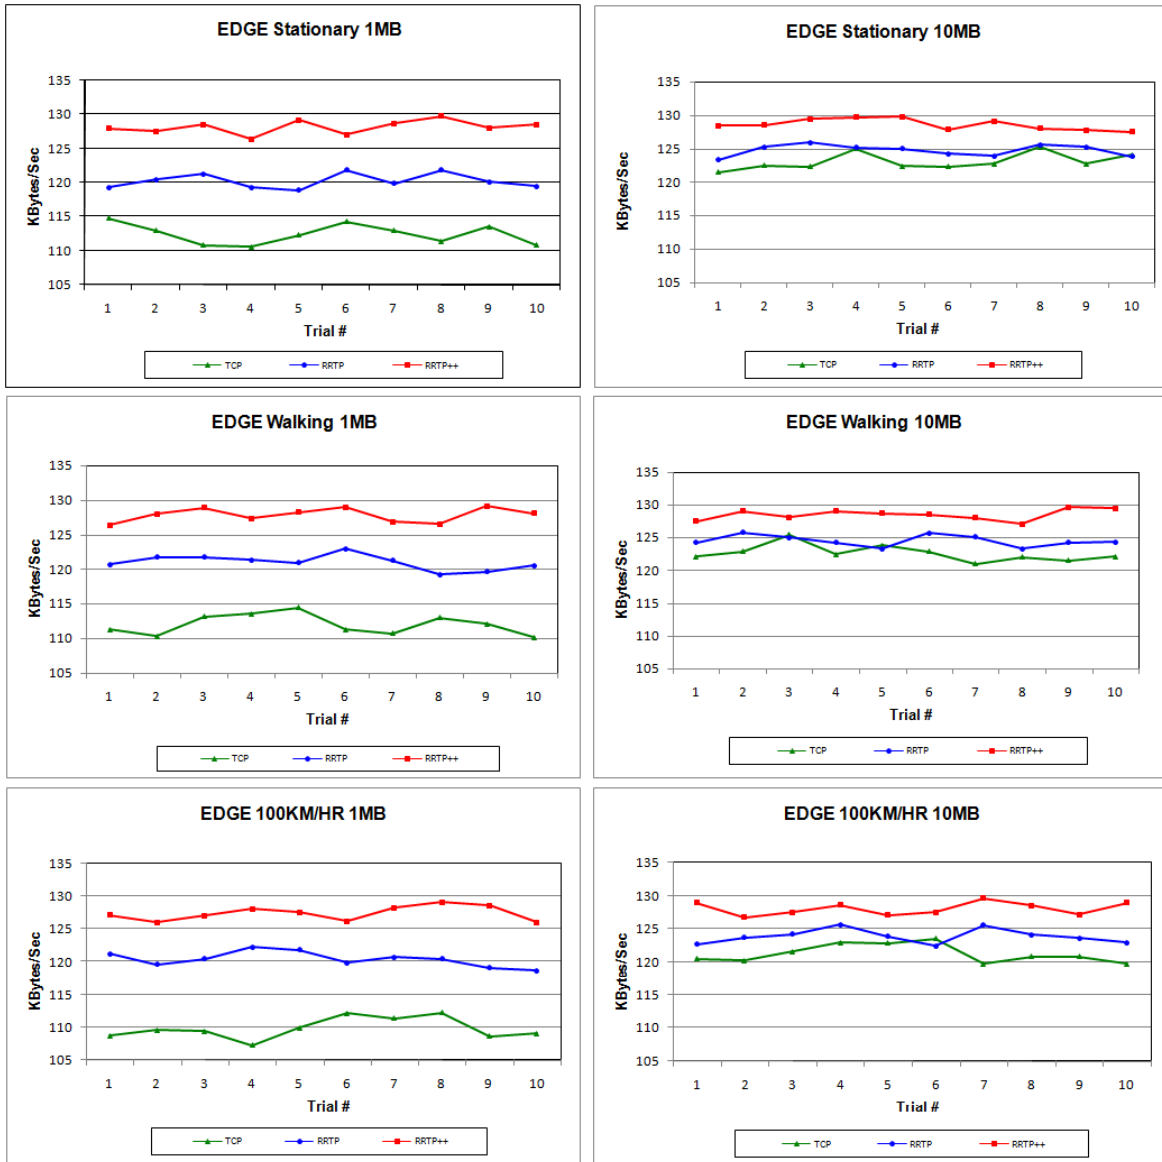 EDGE Stationary 1MB
135
130
125
120
115
110
105
KBytes/Sec
1 2 3 4 5 6 7 8 9 10
Trial #
TCP RRTP RRTP++
EDGE Stationary 10MB
135
130
125
120
115
110
105
KBytes/Sec
1 2 3 4 5 6 7 8 9 10
Trial #
TCP RRTP RRTP++
EDGE Walking 1MB
135
130
125
120
115
110
105
KBytes/Sec
1 2 3 4 5 6 7 8 9 10
Trial #
TCP RRTP RRTP++
EDGE Walking 10MB
135
130
125
120
115
110
105
KBytes/Sec
1 2 3 4 5 6 7 8 9 10
Trial #
TCP RRTP RRTP++
EDGE 100KM/HR 1MB
135
130
125
120
115
110
105
KBytes/Sec
1 2 3 4 5 6 7 8 9 10
Trial #
TCP RRTP RRTP++
EDGE 100KM/HR 10MB
135
130
125
120
115
110
105
KBytes/Sec
1 2 3 4 5 6 7 8 9 10
Trial #
TCP RRTP RRTP++